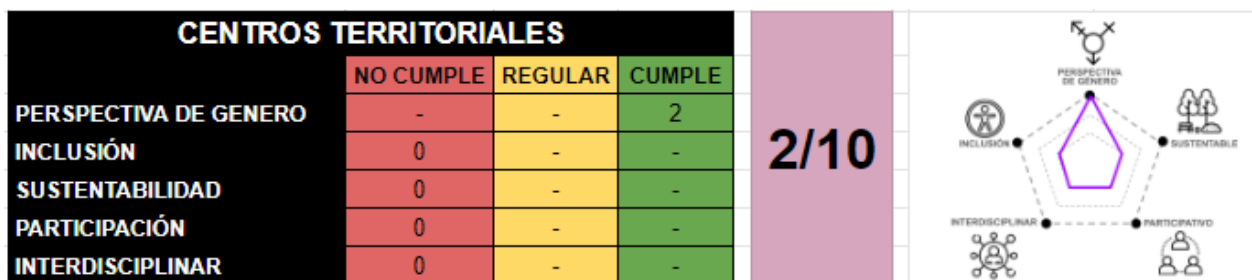 CENTROS TERRITORIALES
NO CUMPLE REGULAR CUMPLE
PERSPECTIVA DE GENERO - - 2
INCLUSIÓN 0 - -
SUSTENTABILIDAD 0 - -
PARTICIPACIÓN 0 - -
INTERDISCIPLINAR 0 - -
2/10
PERSPECTIVA
DE GÉNERO
INCLUSIÓN
SUSTENTABLE
INTERDISCIPLINAR
PARTICIPATIVO